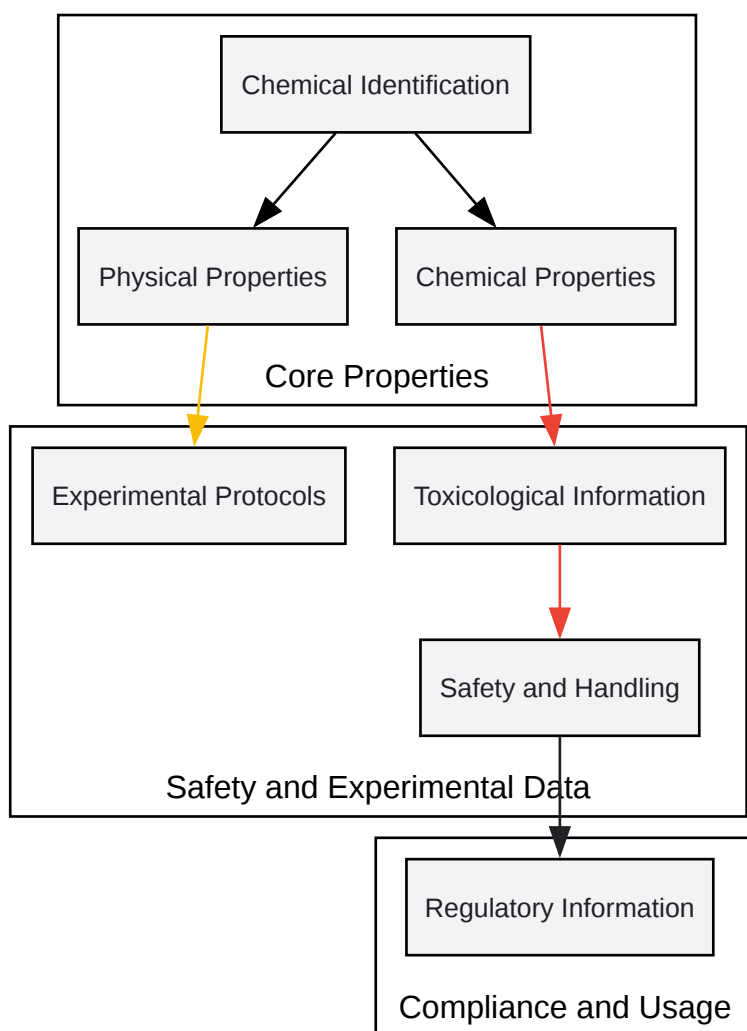 Chemical Identification
Physical Properties
Chemical Properties
Core Properties
Experimental Protocols
Toxicological Information
Safety and Handling
Safety and Experimental Data
Regulatory Information
Compliance and Usage